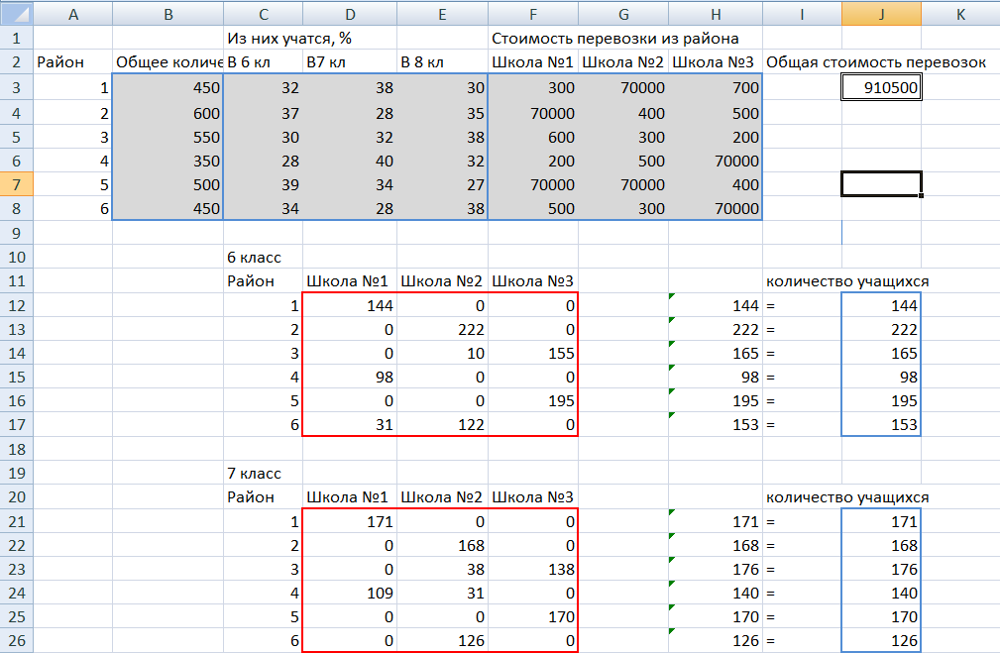 A B C D E F G H I J K
1 Из них учатся, % Стоимость перевозки из района
2 Район Общее количе В 6 кл В7 кл В 8 кл Школа №1 Школа №2 Школа №3 Общая стоимость перевозок
3 1 450 32 38 30 300 70000 700 910500
4 2 600 37 28 35 70000 400 500
5 3 550 30 32 38 600 300 200
6 4 350 28 40 32 200 500 70000
7 5 500 39 34 27 70000 70000 400
8 6 450 34 28 38 500 300 70000
9
10 6 класс
11 Район Школа №1 Школа №2 Школа №3 количество учащихся
12 1 144 0 0 144 = 144
13 2 0 222 0 222 = 222
14 3 0 10 155 165 = 165
15 4 98 0 0 98 = 98
16 5 0 0 195 195 = 195
17 6 31 122 0 153 = 153
18
19 7 класс
20 Район Школа №1 Школа №2 Школа №3 количество учащихся
21 1 171 0 0 171 = 171
22 2 0 168 0 168 = 168
23 3 0 38 138 176 = 176
24 4 109 31 0 140 = 140
25 5 0 0 170 170 = 170
26 6 0 126 0 126 = 126